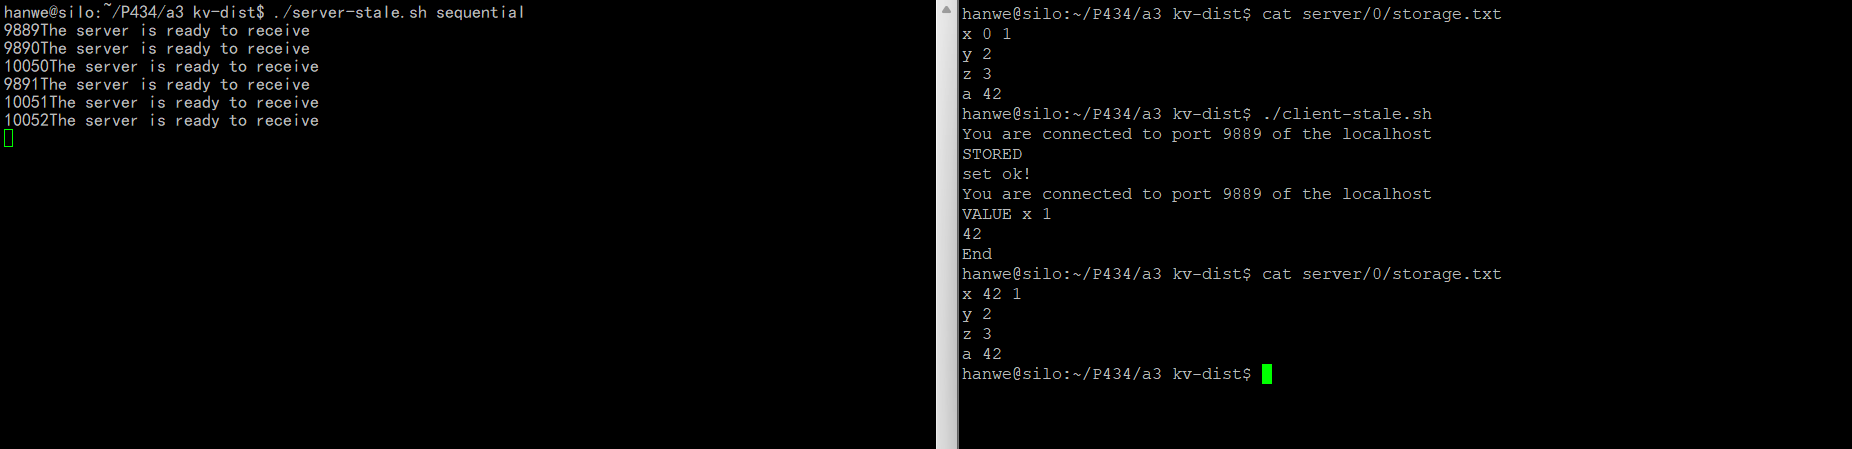 hanwe@silo:~/P434/a3 kv-dist$ ./server-stale.sh sequential
9889The server is ready to receive
9890The server is ready to receive
10050The server is ready to receive
9891The server is ready to receive
10051The server is ready to receive
10052The server is ready to receive
hanwe@silo:~/P434/a3 kv-dist$ cat server/0/storage.txt
x 0 1
y 2
z 3
a 42
hanwe@silo:~/P434/a3 kv-dist$ ./client-stale.sh
You are connected to port 9889 of the localhost
STORED
set ok!
You are connected to port 9889 of the localhost
VALUE x 1
42
End
hanwe@silo:~/P434/a3 kv-dist$ cat server/0/storage.txt
x 42 1
y 2
z 3
a 42
hanwe@silo:~/P434/a3 kv-dist$